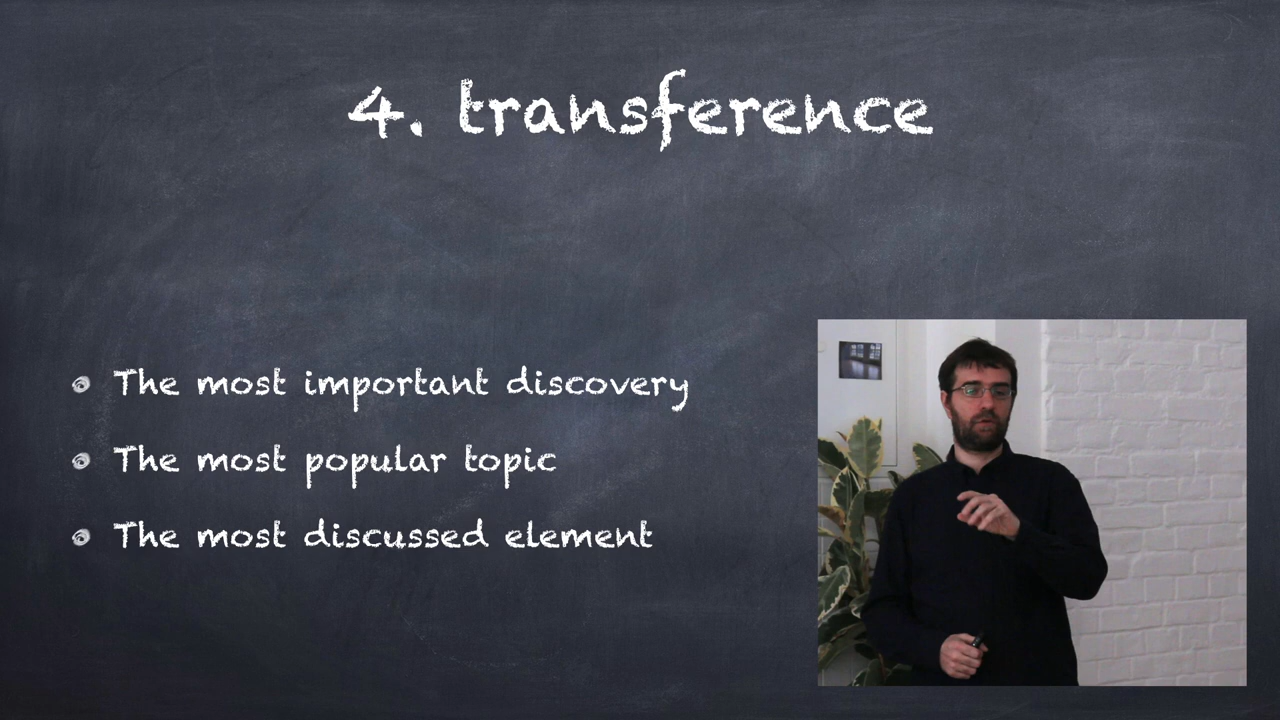 4. transference
The most important discovery
The most popular topic
The most discussed element